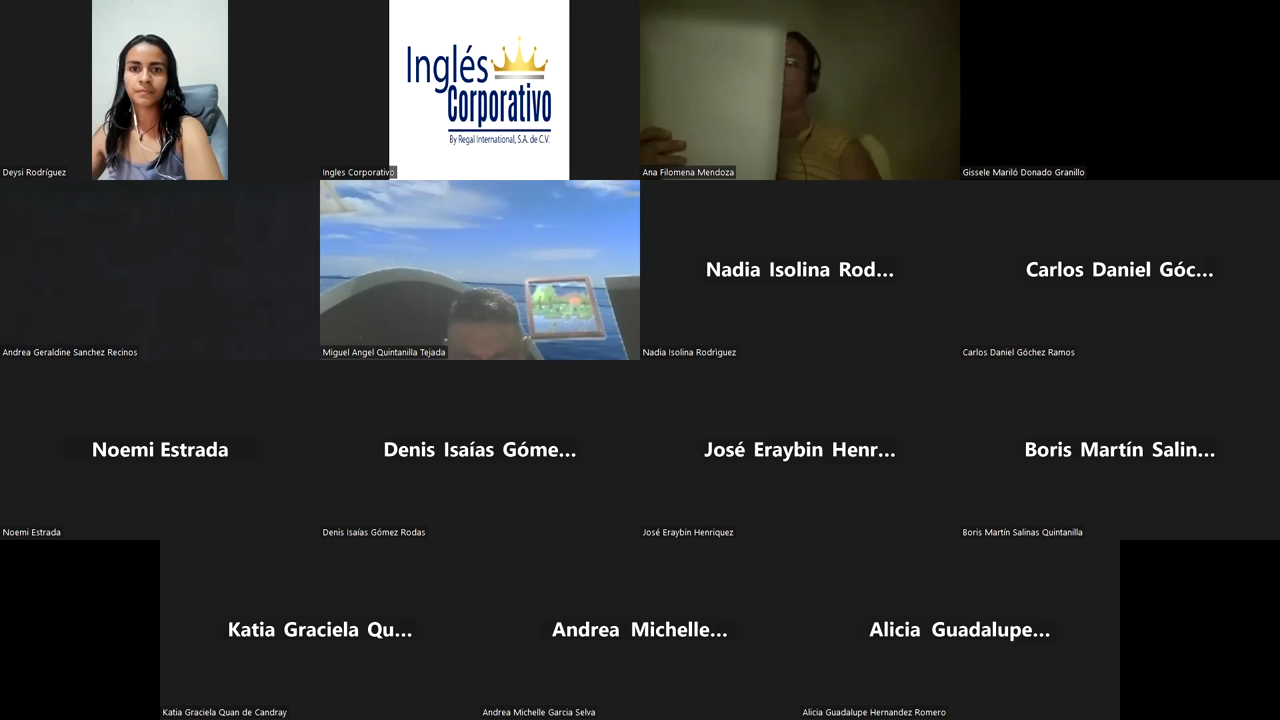 Inglés
Corporativo
By Regal International, S.A. de C.V.
Deysi Rodríguez
Ingles Corporativo
Ana Filomena Mendoza
Gissele Mariló Donado Granillo
Nadia Isolina Rod...
Carlos Daniel Góc...
Andrea Geraldine Sanchez Recinos
Miguel Angel Quintanilla Tejada
Nadia Isolina Rodrìguez
Carlos Daniel Góchez Ramos
Noemi Estrada
Denis Isaías Góme...
José Eraybin Henr...
Boris Martín Salin...
Noemi Estrada
Denis Isaías Gómez Rodas
José Eraybin Henriquez
Boris Martín Salinas Quintanilla
Katia Graciela Qu...
Andrea Michelle...
Alicia Guadalupe...
Katia Graciela Quan de Candray
Andrea Michelle Garcia Selva
Alicia Guadalupe Hernandez Romero